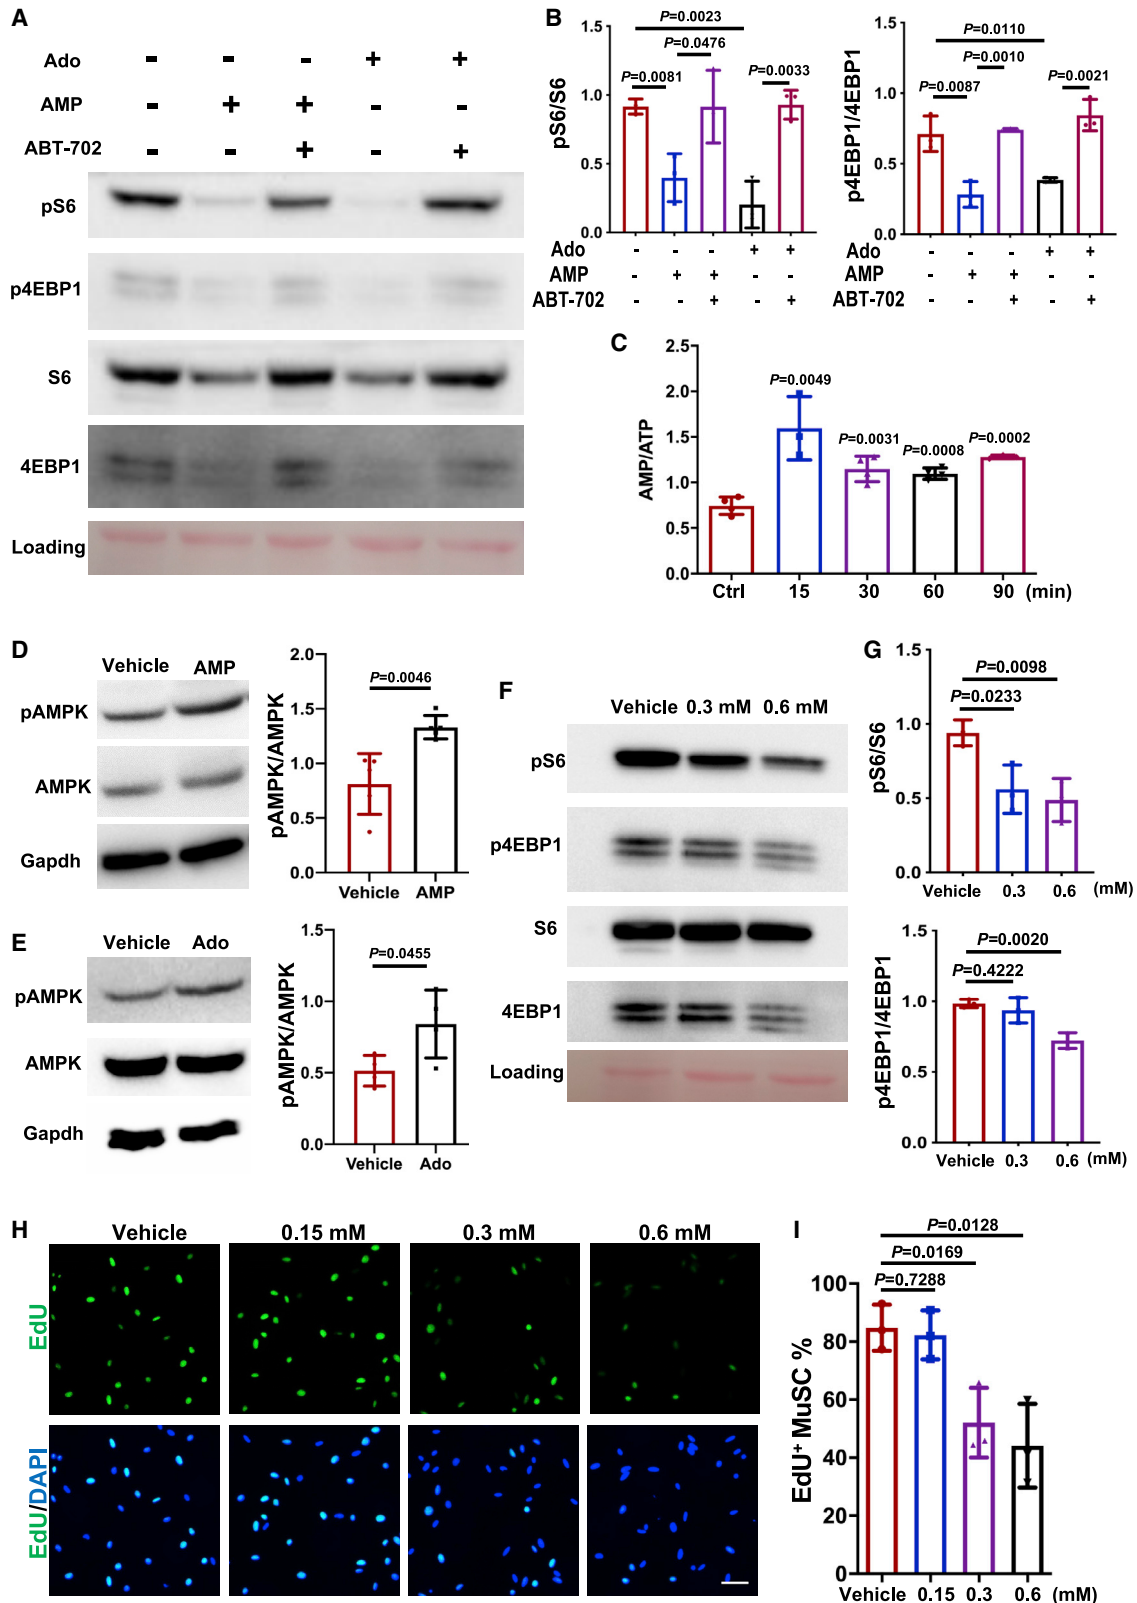 A
Ado - - - + +
AMP - + + - -
ABT-702 - - + - +
pS6
p4EBP1
S6
4EBP1
Loading
B
pS6/S6
1.5
1.0
0.5
0.0
P=0.0023
P=0.0476
P=0.0081
P=0.0033
Ado - - - + +
AMP - + + - -
ABT-702 - - + - +
p4EBP1/4EBP1
1.5
1.0
0.5
0.0
P=0.0110
P=0.0010
P=0.0087
P=0.0021
Ado - - - + +
AMP - + + - -
ABT-702 - - + - +
C
AMP/ATP
2.5
2.0
1.5
1.0
0.5
0.0
P=0.0049
P=0.0031
P=0.0008
P=0.0002
Ctrl 15 30 60 90 (min)
D
Vehicle AMP
pAMPK
AMPK
Gapdh
pAMPK/AMPK
2.0
1.5
1.0
0.5
0.0
P=0.0046
Vehicle AMP
E
Vehicle Ado
pAMPK
AMPK
Gapdh
pAMPK/AMPK
1.5
1.0
0.5
0.0
P=0.0455
Vehicle Ado
F
Vehicle 0.3 mM 0.6 mM
pS6
p4EBP1
S6
4EBP1
Loading
G
pS6/S6
1.5
1.0
0.5
0.0
P=0.0098
P=0.0233
Vehicle 0.3 0.6 (mM)
p4EBP1/4EBP1
1.5
1.0
0.5
0.0
P=0.0020
P=0.4222
Vehicle 0.3 0.6 (mM)
H
Vehicle 0.15 mM 0.3 mM 0.6 mM
EdU
EdU/DAPI
I
EdU⁺ MuSC %
100
80
60
40
20
0
P=0.0128
P=0.0169
P=0.7288
Vehicle 0.15 0.3 0.6 (mM)